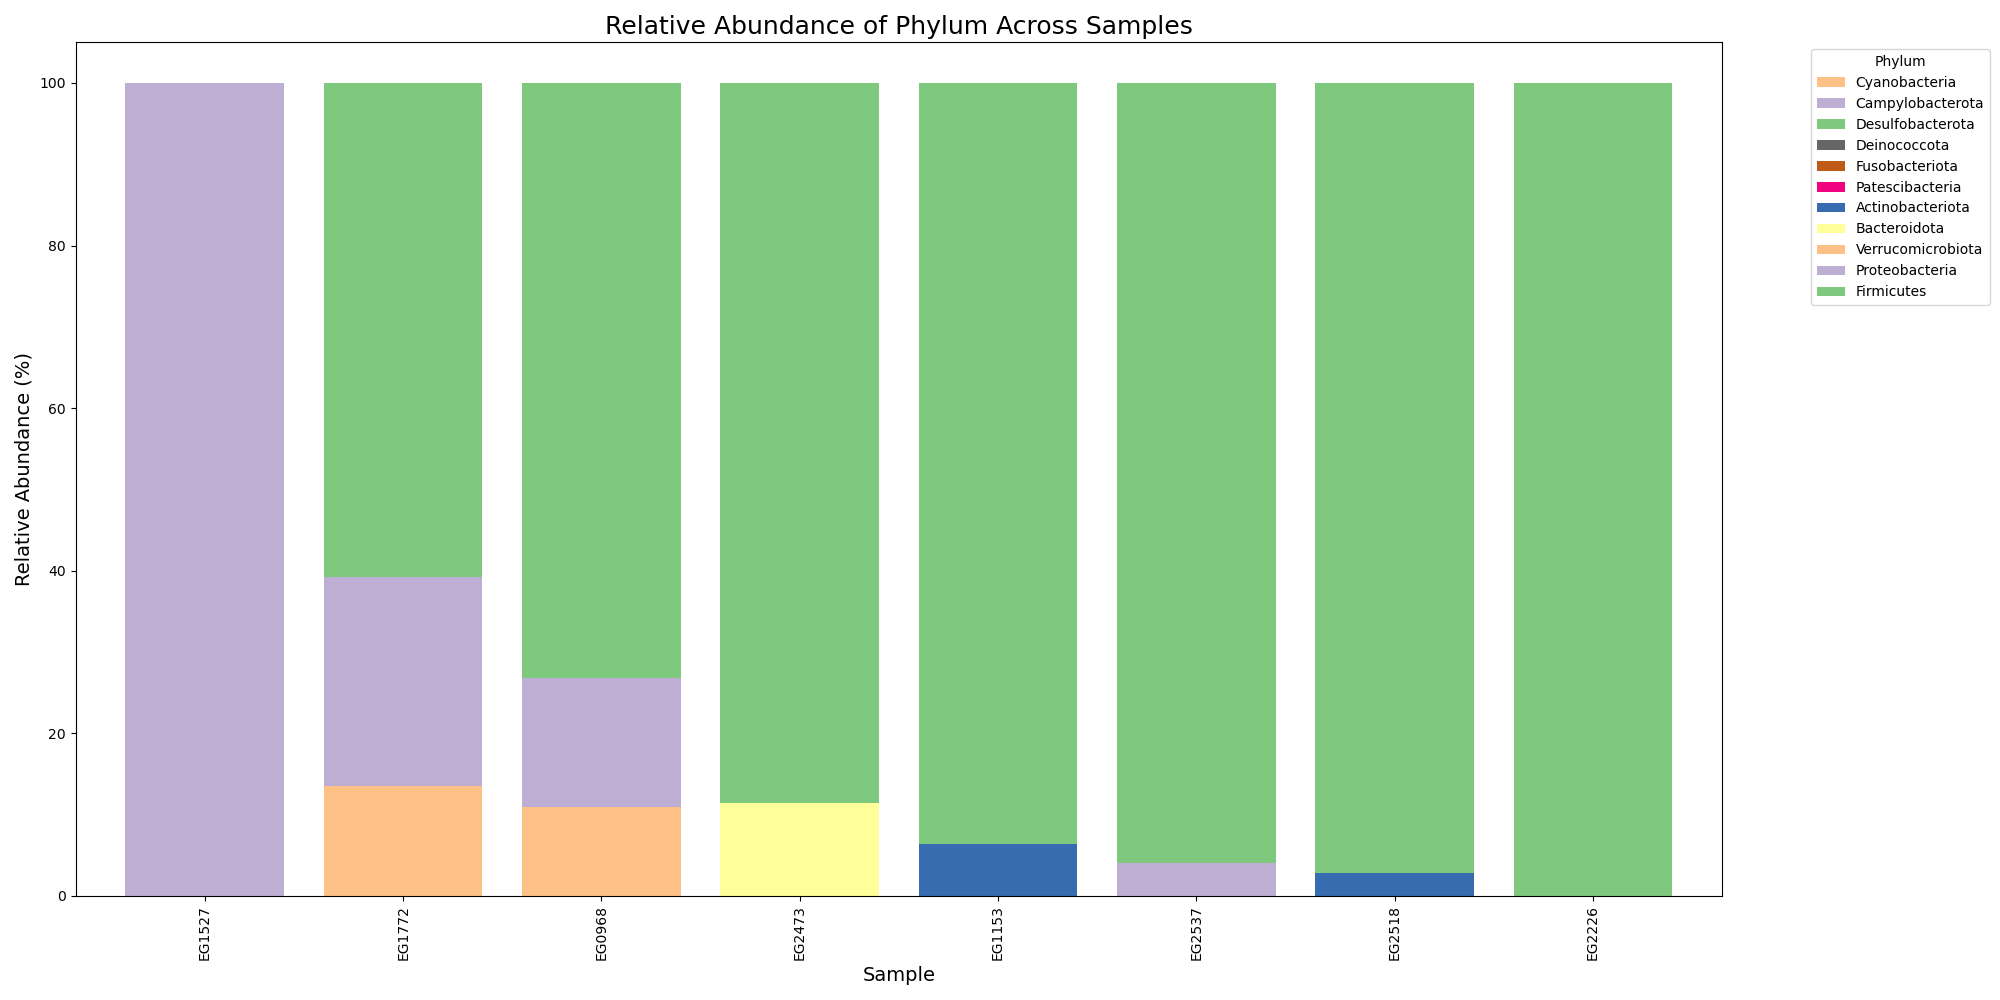 Relative Abundance of Phylum Across Samples
Relative Abundance (%)
100
80
60
40
20
0
EG1527
EG1772
EG0968
EG2473
EG1153
EG2537
EG2518
EG2226
Sample
Phylum
Cyanobacteria
Campylobacterota
Desulfobacterota
Deinococcota
Fusobacteriota
Patescibacteria
Actinobacteriota
Bacteroidota
Verrucomicrobiota
Proteobacteria
Firmicutes